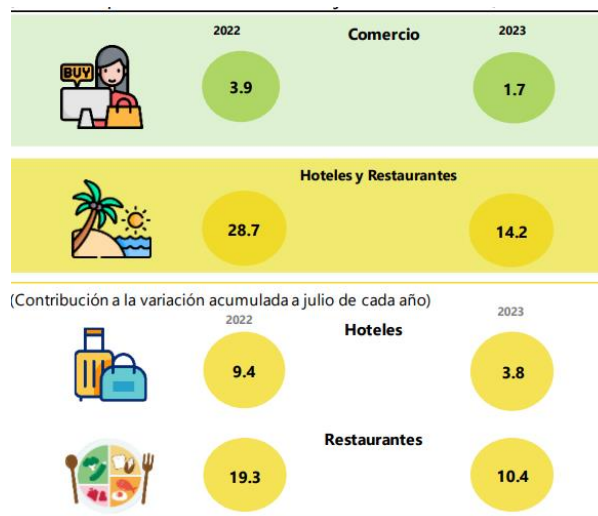 2022 Comercio 2023
BUY
3.9 1.7
Hoteles y Restaurantes
28.7 14.2
(Contribución a la variación acumulada a julio de cada año)
2022 Hoteles 2023
9.4 3.8
Restaurantes
19.3 10.4